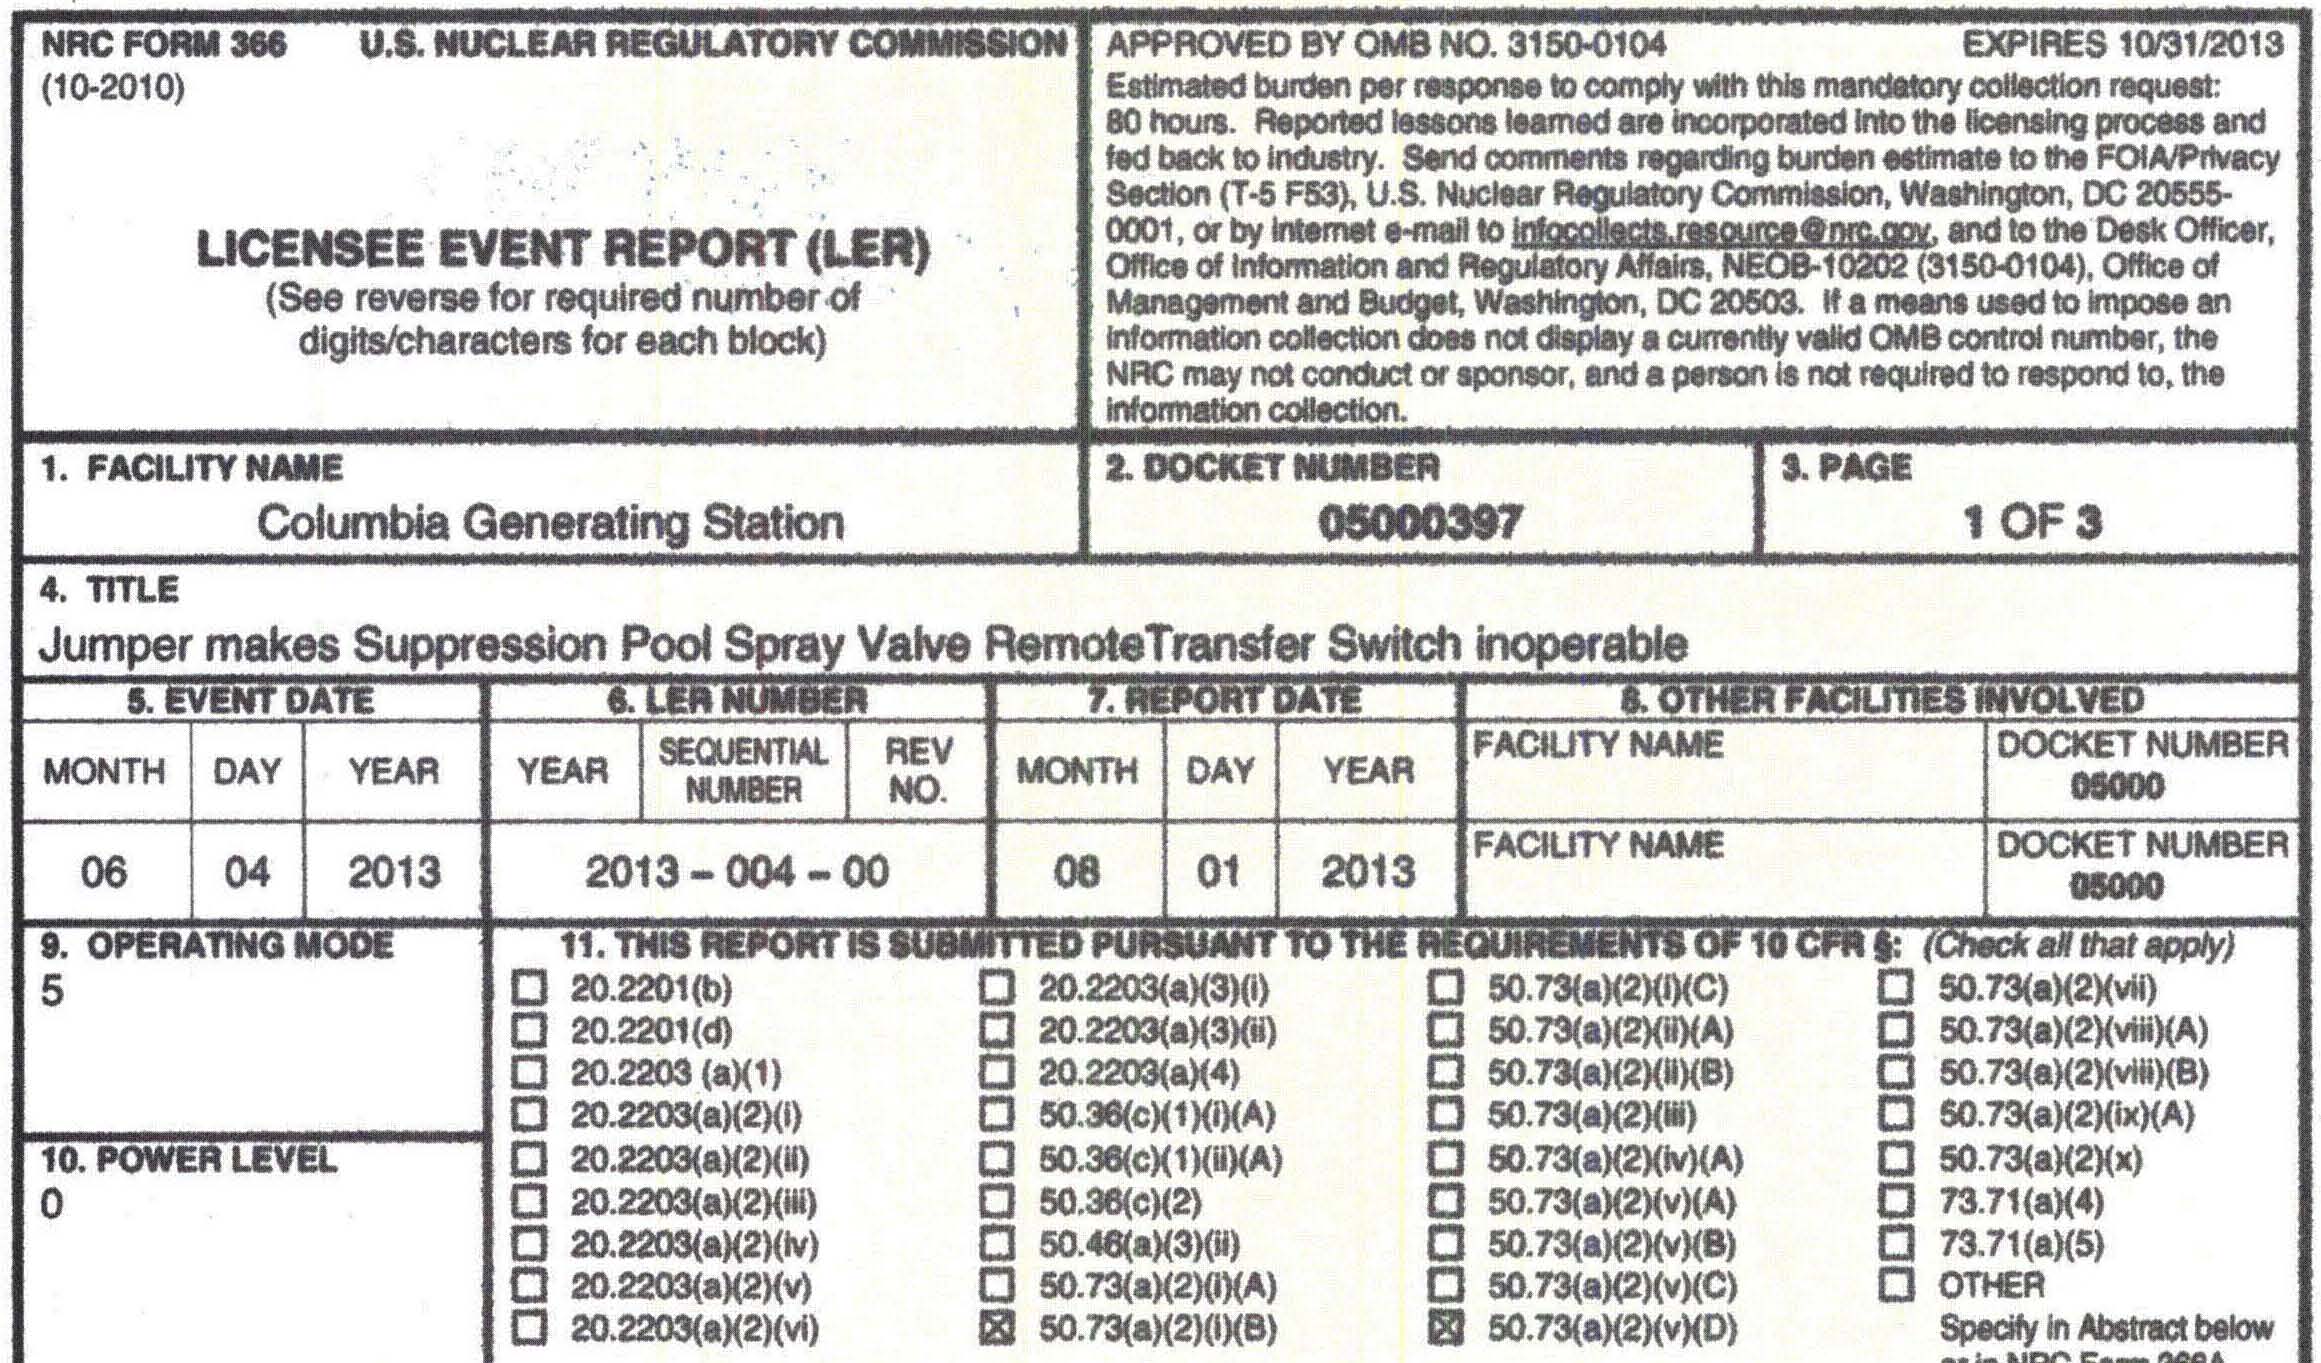 NRC FORM 366 U.S. NUCLEAR REGULATORY COMMISSION
(10-2010)
LICENSEE EVENT REPORT (LER)
(See reverse for required number of
digits/characters for each block)
APPROVED BY OMB NO. 3150-0104 EXPIRES 10/31/2013
Estimated burden per response to comply with this mandatory collection request:
80 hours. Reported lessons learned are incorporated into the licensing process and
fed back to industry. Send comments regarding burden estimate to the FOIA/Privacy
Section (T-5 F53), U.S. Nuclear Regulatory Commission, Washington, DC 20555-
0001, or by internet e-mail to infocollects.resource@nrc.gov, and to the Desk Officer,
Office of Information and Regulatory Affairs, NEOB-10202 (3150-0104), Office of
Management and Budget, Washington, DC 20503. If a means used to impose an
information collection does not display a currently valid OMB control number, the
NRC may not conduct or sponsor, and a person is not required to respond to, the
information collection.
1. FACILITY NAME
Columbia Generating Station
2. DOCKET NUMBER
05000397
3. PAGE
1 OF 3
4. TITLE
Jumper makes Suppression Pool Spray Valve RemoteTransfer Switch inoperable
5. EVENT DATE 6. LER NUMBER 7. REPORT DATE 8. OTHER FACILITIES INVOLVED
MONTH DAY YEAR YEAR SEQUENTIAL NUMBER REV NO. MONTH DAY YEAR
FACILITY NAME DOCKET NUMBER
05000
06 04 2013 2013 – 004 – 00 08 01 2013
FACILITY NAME DOCKET NUMBER
05000
9. OPERATING MODE
5
10. POWER LEVEL
0
11. THIS REPORT IS SUBMITTED PURSUANT TO THE REQUIREMENTS OF 10 CFR §: (Check all that apply)
☐ 20.2201(b) ☐ 20.2203(a)(3)(i) ☐ 50.73(a)(2)(i)(C) ☐ 50.73(a)(2)(vii)
☐ 20.2201(d) ☐ 20.2203(a)(3)(ii) ☐ 50.73(a)(2)(ii)(A) ☐ 50.73(a)(2)(viii)(A)
☐ 20.2203 (a)(1) ☐ 20.2203(a)(4) ☐ 50.73(a)(2)(ii)(B) ☐ 50.73(a)(2)(viii)(B)
☐ 20.2203(a)(2)(i) ☐ 50.36(c)(1)(i)(A) ☐ 50.73(a)(2)(iii) ☐ 50.73(a)(2)(ix)(A)
☐ 20.2203(a)(2)(ii) ☐ 50.36(c)(1)(ii)(A) ☐ 50.73(a)(2)(iv)(A) ☐ 50.73(a)(2)(x)
☐ 20.2203(a)(2)(iii) ☐ 50.36(c)(2) ☐ 50.73(a)(2)(v)(A) ☐ 73.71(a)(4)
☐ 20.2203(a)(2)(iv) ☐ 50.46(a)(3)(ii) ☐ 50.73(a)(2)(v)(B) ☐ 73.71(a)(5)
☐ 20.2203(a)(2)(v) ☐ 50.73(a)(2)(i)(A) ☐ 50.73(a)(2)(v)(C) ☐ OTHER
☐ 20.2203(a)(2)(vi) ☒ 50.73(a)(2)(i)(B) ☒ 50.73(a)(2)(v)(D) Specify in Abstract below
or in NRC Form 366A